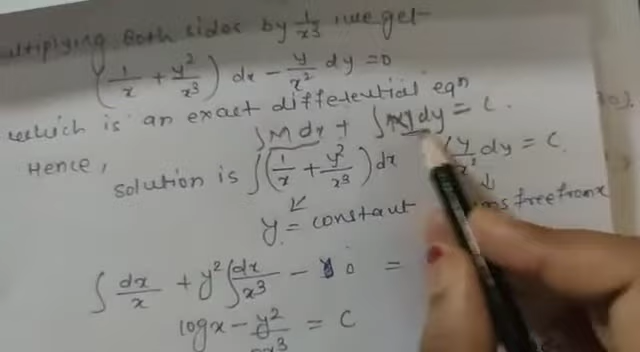 multiplying both sides by 1/x³ we get
(1/x + y²/x³) dx - y/x² dy = 0
which is an exact differential eqn
Hence, ∫M dx + ∫N dy = C.
solution is ∫(1/x + y²/x³) dx ∫y/x² dy = C.
↙ ↓
y = constant free from x
∫dx/x + y²∫dx/x³ - 0 =
log x - y²/ x³ = C